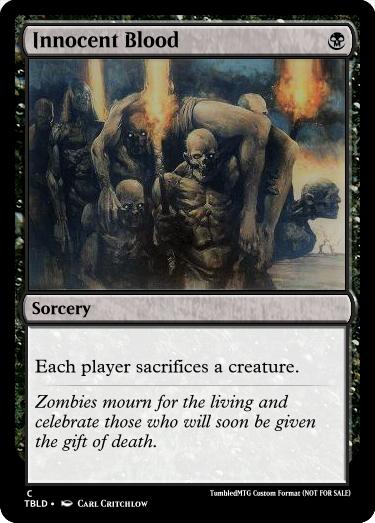 Innocent Blood
Sorcery
Each player sacrifices a creature.
Zombies mourn for the living and
celebrate those who will soon be given
the gift of death.
C
TBLD • Carl Critchlow
TumbledMTG Custom Format (NOT FOR SALE)